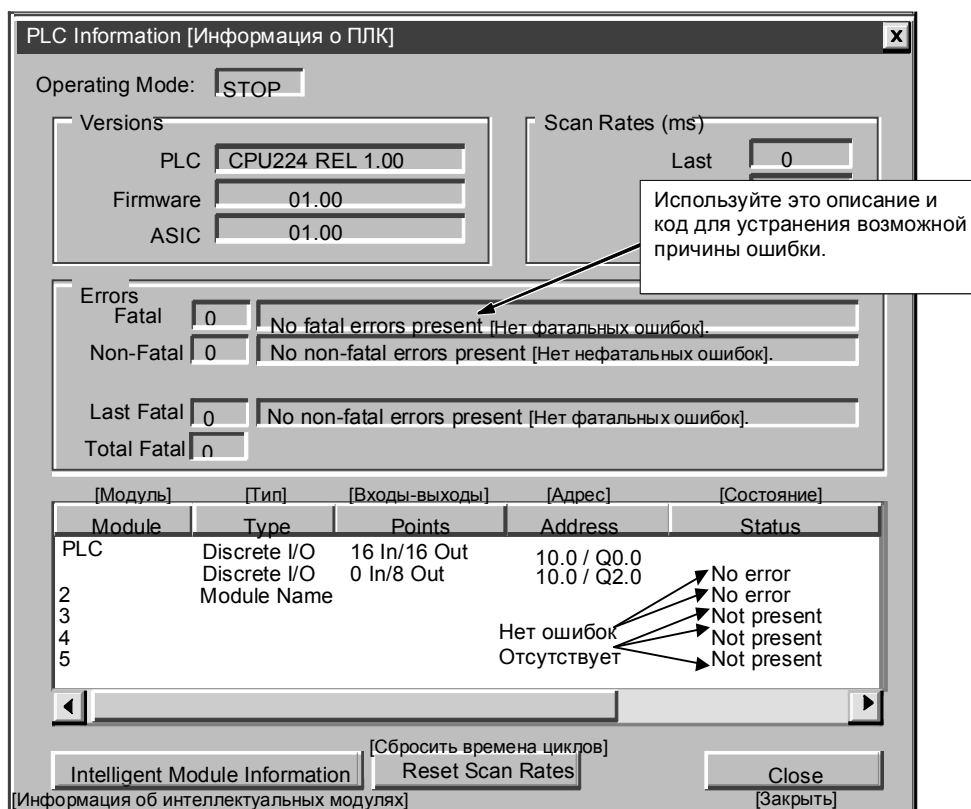 PLC Information [Информация о ПЛК] x
Operating Mode: STOP
Versions
PLC CPU224 REL 1.00
Firmware 01.00
ASIC 01.00
Scan Rates (ms)
Last 0
Используйте это описание и
код для устранения возможной
причины ошибки.
Errors
Fatal 0 No fatal errors present [Нет фатальных ошибок].
Non-Fatal 0 No non-fatal errors present [Нет нефатальных ошибок].
Last Fatal 0 No non-fatal errors present [Нет фатальных ошибок].
Total Fatal 0
[Модуль] [Тип] [Входы-выходы] [Адрес] [Состояние]
Module Type Points Address Status
PLC Discrete I/O 16 In/16 Out 10.0 / Q0.0
Discrete I/O 0 In/8 Out 10.0 / Q2.0 No error
2 Module Name No error
3 Not present
4 Нет ошибок Not present
5 Отсутствует Not present
[Сбросить времена циклов]
Intelligent Module Information Reset Scan Rates Close
[Информация об интеллектуальных модулях] [Закрыть]